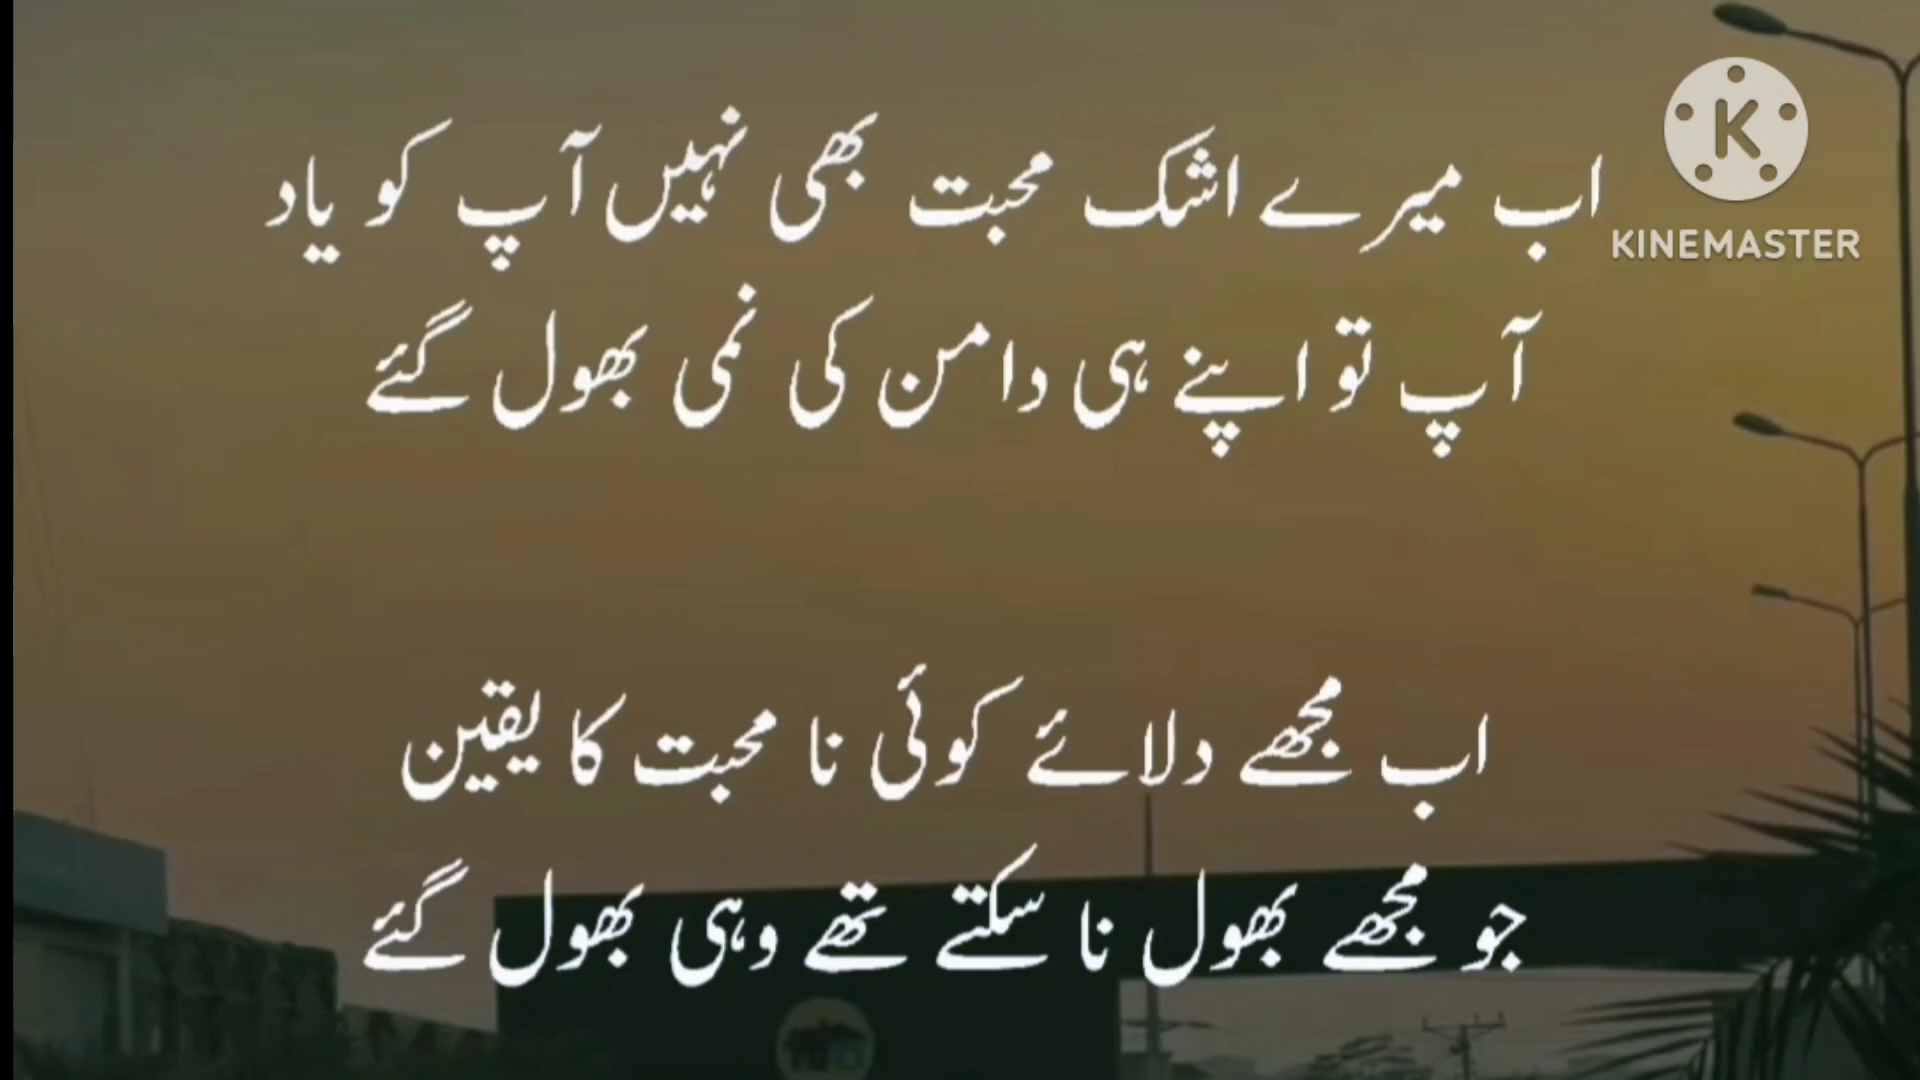 اب میرے اشک محبت بھی نہیں آپ کو یاد
آپ تو اپنے ہی دامن کی نمی بھول گئے
اب مجھے دلائے کوئی نا محبت کا یقین
جو مجھے بھول نا سکتے تھے وہی بھول گئے
KINEMASTER